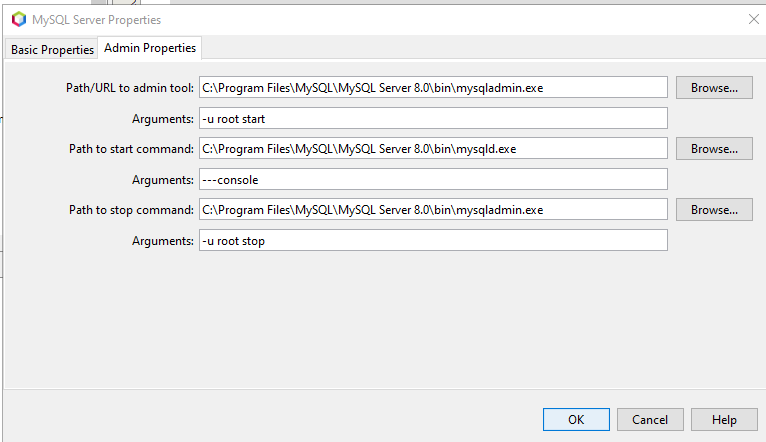 MySQL Server Properties
Basic Properties Admin Properties
Path/URL to admin tool: C:\Program Files\MySQL\MySQL Server 8.0\bin\mysqladmin.exe Browse...
Arguments: -u root start
Path to start command: C:\Program Files\MySQL\MySQL Server 8.0\bin\mysqld.exe Browse...
Arguments: ---console
Path to stop command: C:\Program Files\MySQL\MySQL Server 8.0\bin\mysqladmin.exe Browse...
Arguments: -u root stop
OK Cancel Help